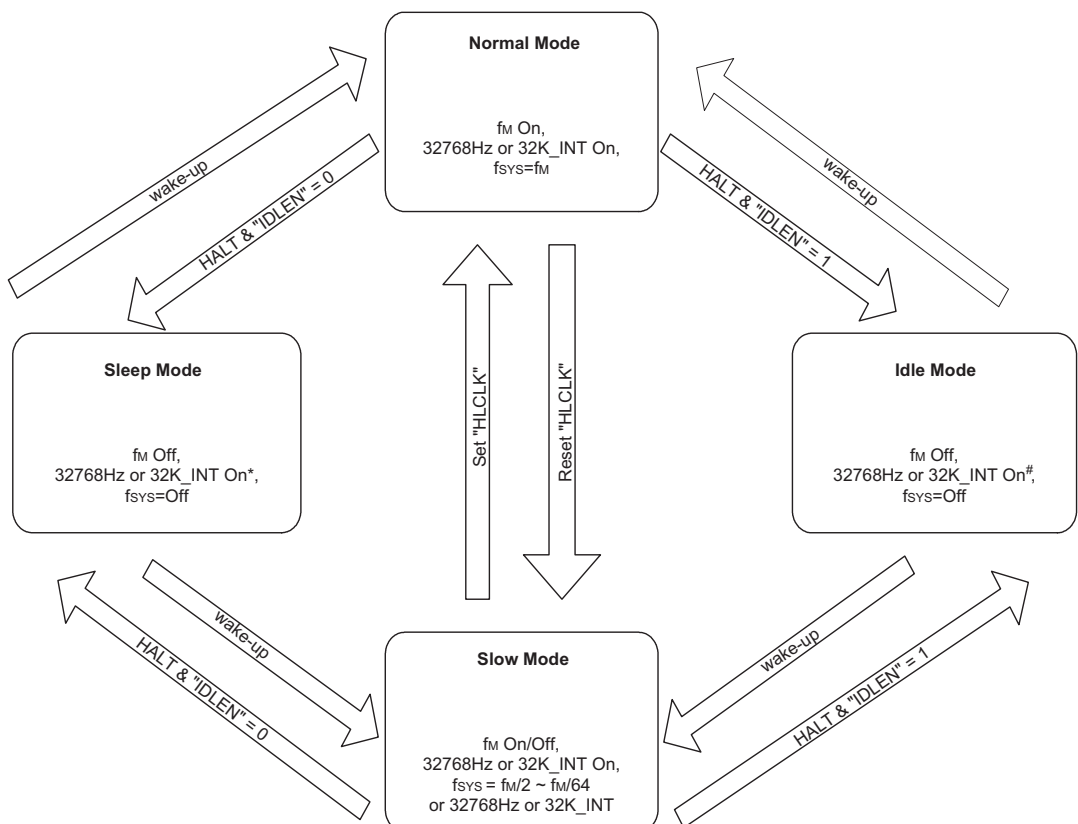 Normal Mode
fM On,
32768Hz or 32K_INT On,
fSYS=fM
wake-up
HALT & "IDLEN" = 0
HALT & "IDLEN" = 1
wake-up
Sleep Mode
fM Off,
32768Hz or 32K_INT On*,
fSYS=Off
Set "HLCLK"
Reset "HLCLK"
Idle Mode
fM Off,
32768Hz or 32K_INT On#,
fSYS=Off
wake-up
HALT & "IDLEN" = 0
wake-up
HALT & "IDLEN" = 1
Slow Mode
fM On/Off,
32768Hz or 32K_INT On,
fSYS = fM/2 ~ fM/64
or 32768Hz or 32K_INT